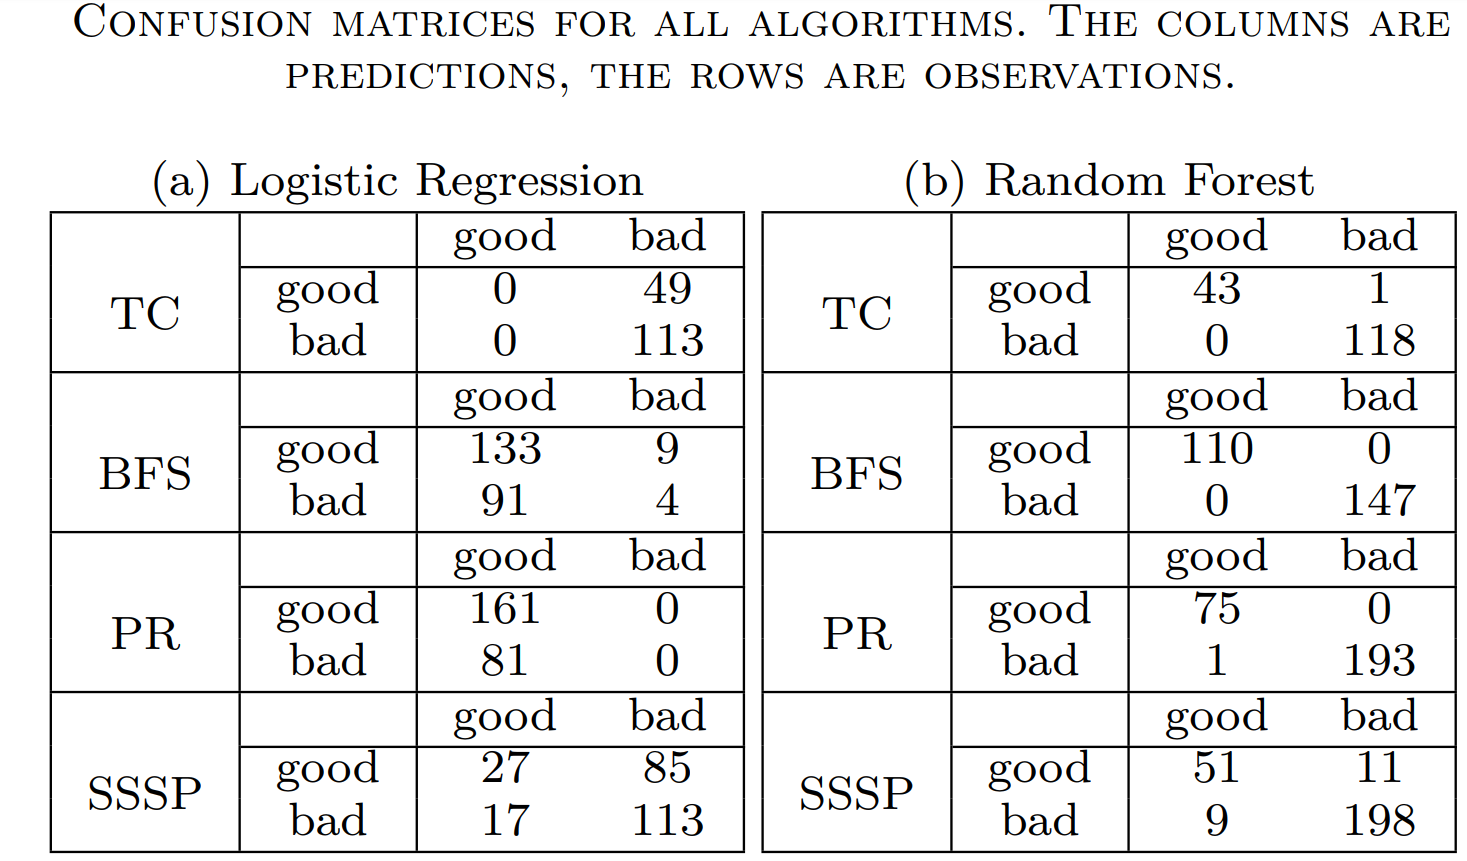 Confusion matrices for all algorithms. The columns are
predictions, the rows are observations.
(a) Logistic Regression
good bad
TC
good 0 49
bad 0 113
good bad
BFS
good 133 9
bad 91 4
good bad
PR
good 161 0
bad 81 0
good bad
SSSP
good 27 85
bad 17 113
(b) Random Forest
good bad
TC
good 43 1
bad 0 118
good bad
BFS
good 110 0
bad 0 147
good bad
PR
good 75 0
bad 1 193
good bad
SSSP
good 51 11
bad 9 198